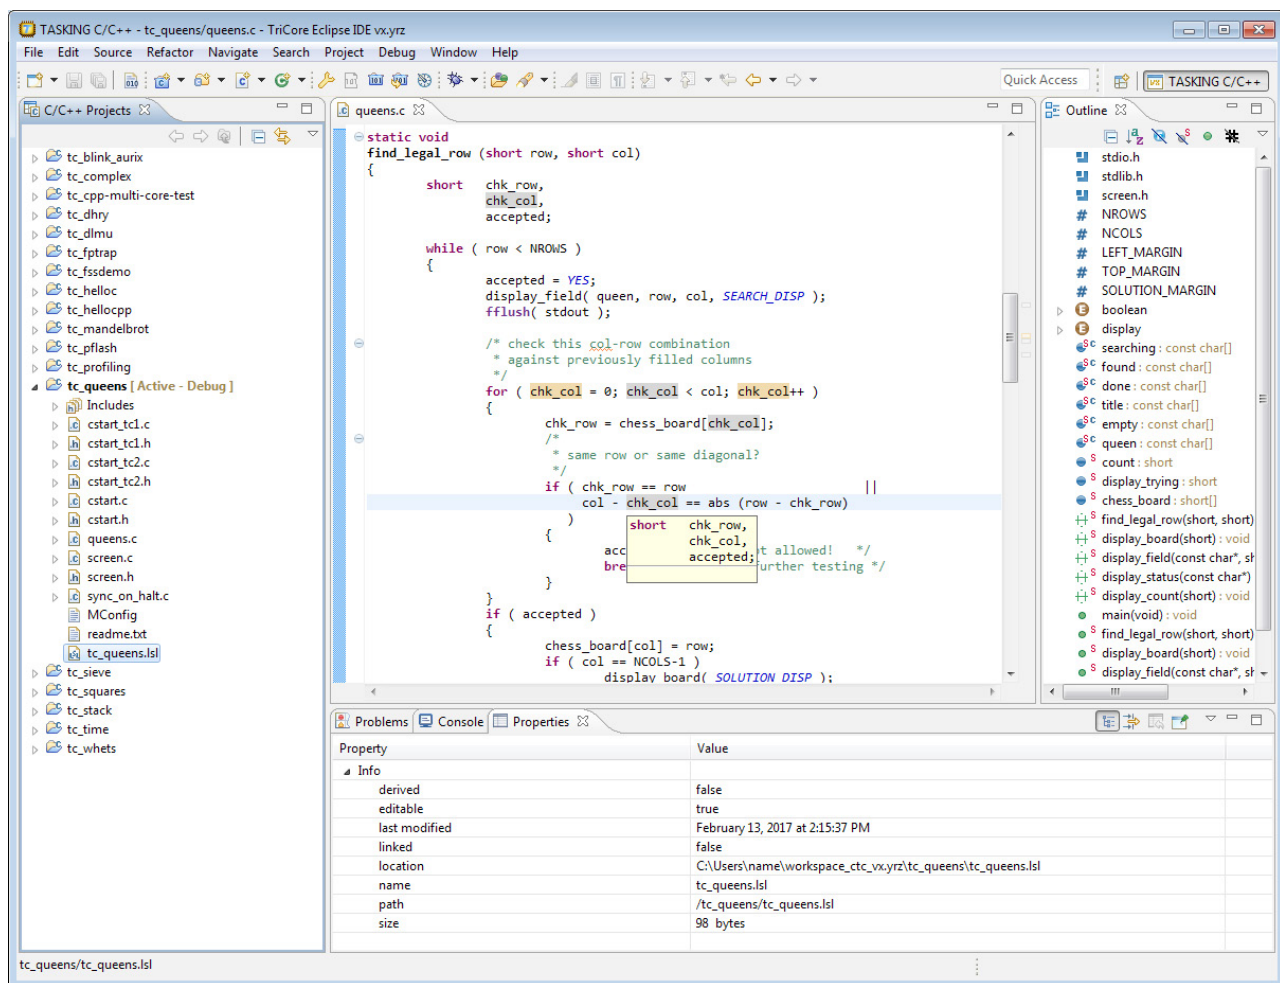 TASKING C/C++ - tc_queens/queens.c - TriCore Eclipse IDE vx.yrz
File Edit Source Refactor Navigate Search Project Debug Window Help
Quick Access
TASKING C/C++
C/C++ Projects
tc_blink_aurix
tc_complex
tc_cpp-multi-core-test
tc_dhry
tc_dlmu
tc_fptrap
tc_fssdemo
tc_helloc
tc_hellocpp
tc_mandelbrot
tc_pflash
tc_profiling
tc_queens [ Active - Debug ]
Includes
cstart_tc1.c
cstart_tc1.h
cstart_tc2.c
cstart_tc2.h
cstart.c
cstart.h
queens.c
screen.c
screen.h
sync_on_halt.c
MConfig
readme.txt
tc_queens.lsl
tc_sieve
tc_squares
tc_stack
tc_time
tc_whets
queens.c
static void
find_legal_row (short row, short col)
{
short chk_row,
chk_col,
accepted;
while ( row < NROWS )
{
accepted = YES;
display_field( queen, row, col, SEARCH_DISP );
fflush( stdout );
/* check this col-row combination
* against previously filled columns
*/
for ( chk_col = 0; chk_col < col; chk_col++ )
{
chk_row = chess_board[chk_col];
/*
* same row or same diagonal?
*/
if ( chk_row == row ||
col - chk_col == abs (row - chk_row)
)
{
acc
t allowed! */
bre
urther testing */
}
}
short chk_row,
chk_col,
accepted;
if ( accepted )
{
chess_board[col] = row;
if ( col == NCOLS-1 )
display_board( SOLUTION_DISP );
Outline
stdio.h
stdlib.h
screen.h
NROWS
NCOLS
LEFT_MARGIN
TOP_MARGIN
SOLUTION_MARGIN
boolean
display
searching : const char[]
found : const char[]
done : const char[]
title : const char[]
empty : const char[]
queen : const char[]
count : short
display_trying : short
chess_board : short[]
find_legal_row(short, short)
display_board(short) : void
display_field(const char*, sh
display_status(const char*)
display_count(short) : void
main(void) : void
find_legal_row(short, short)
display_board(short) : void
display_field(const char*, sh
Problems Console Properties
Property Value
Info
derived false
editable true
last modified February 13, 2017 at 2:15:37 PM
linked false
location C:\Users\name\workspace_ctc_vx.yrz\tc_queens\tc_queens.lsl
name tc_queens.lsl
path /tc_queens/tc_queens.lsl
size 98 bytes
tc_queens/tc_queens.lsl